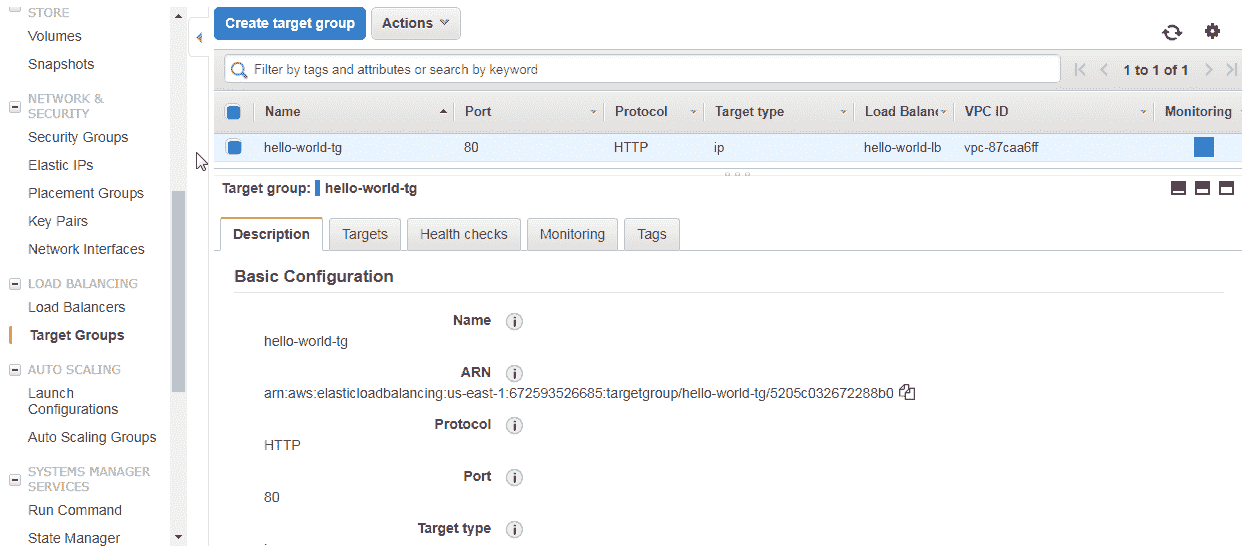 STORE
Volumes
Snapshots
NETWORK &
SECURITY
Security Groups
Elastic IPs
Placement Groups
Key Pairs
Network Interfaces
LOAD BALANCING
Load Balancers
Target Groups
AUTO SCALING
Launch
Configurations
Auto Scaling Groups
SYSTEMS MANAGER
SERVICES
Run Command
State Manager
Create target group Actions
Filter by tags and attributes or search by keyword
1 to 1 of 1
Name Port Protocol Target type Load Balanc VPC ID Monitoring
hello-world-tg 80 HTTP ip hello-world-lb vpc-87caa6ff
Target group: hello-world-tg
Description Targets Health checks Monitoring Tags
Basic Configuration
Name
hello-world-tg
ARN
arn:aws:elasticloadbalancing:us-east-1:672593526685:targetgroup/hello-world-tg/5205c032672288b0
Protocol
HTTP
Port
80
Target type